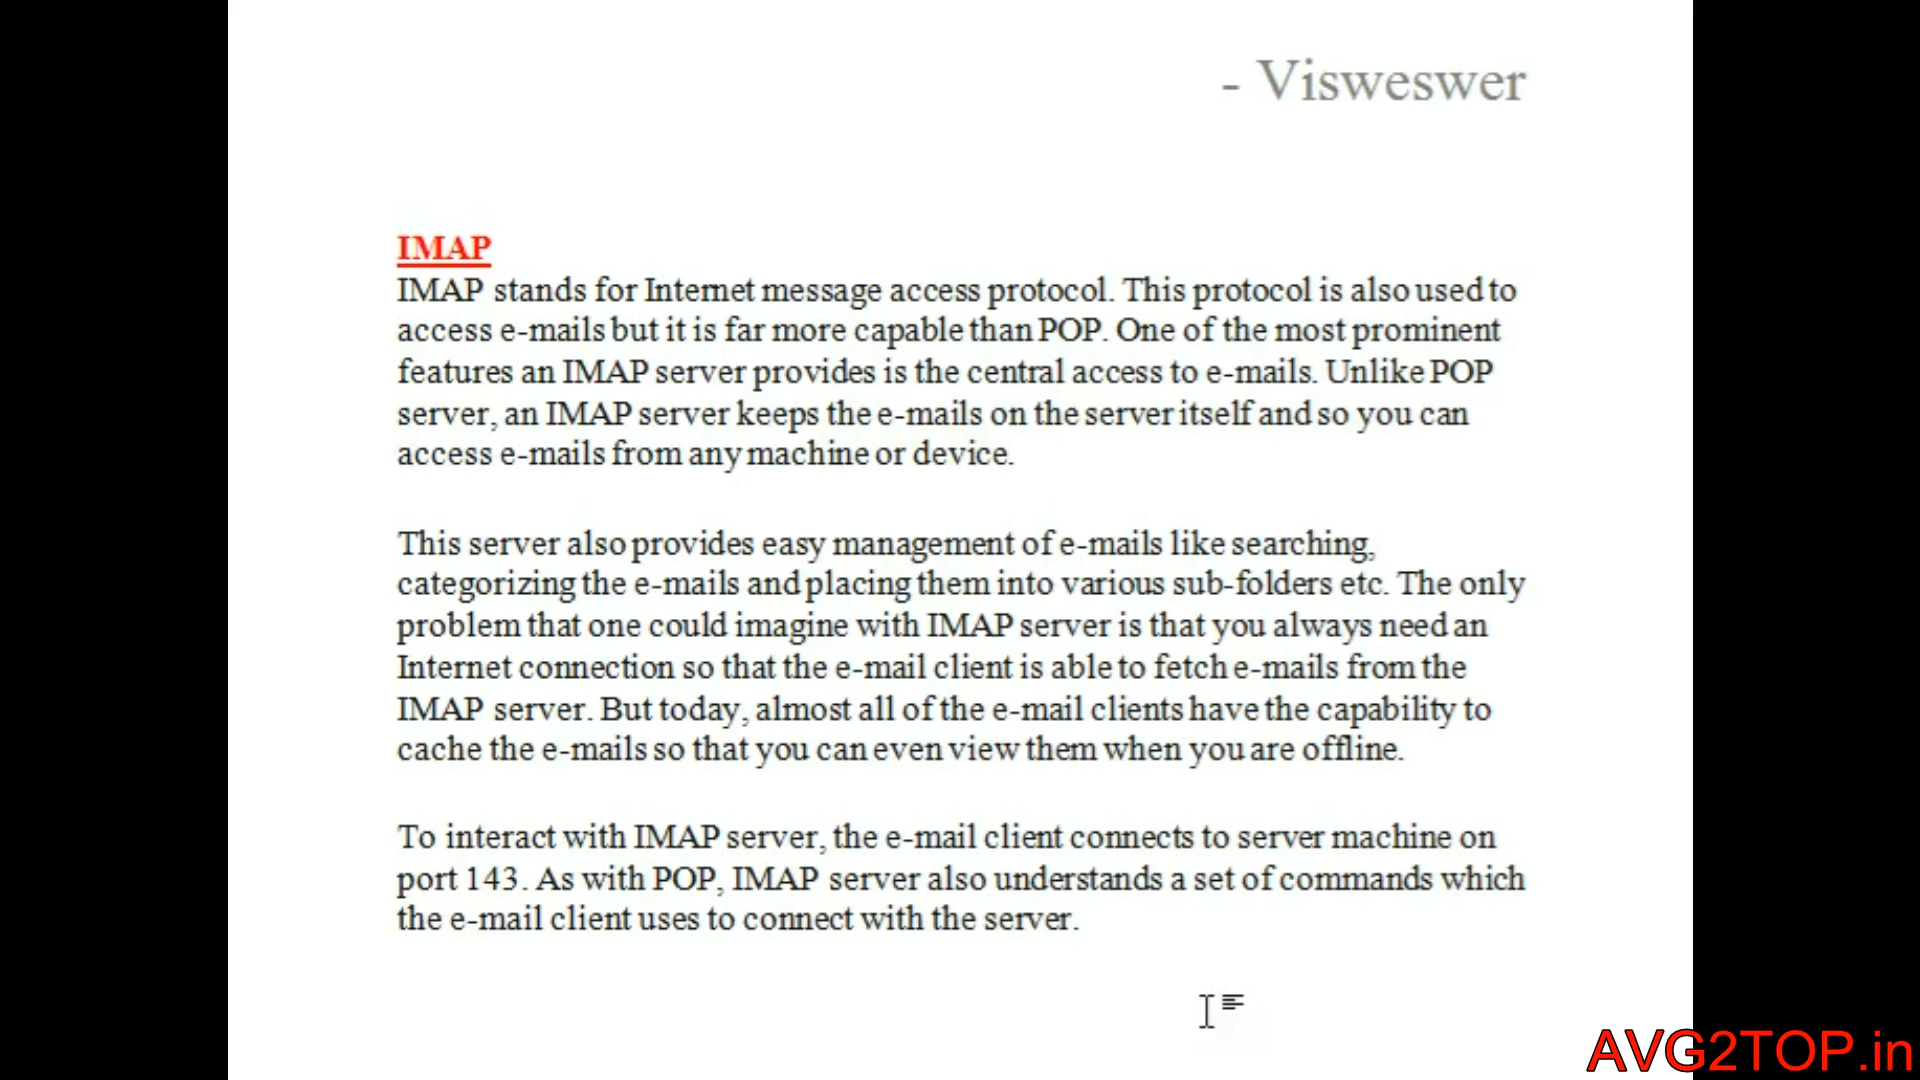 - Visweswer
IMAP
IMAP stands for Internet message access protocol. This protocol is also used to
access e-mails but it is far more capable than POP. One of the most prominent
features an IMAP server provides is the central access to e-mails. Unlike POP
server, an IMAP server keeps the e-mails on the server itself and so you can
access e-mails from any machine or device.
This server also provides easy management of e-mails like searching,
categorizing the e-mails and placing them into various sub-folders etc. The only
problem that one could imagine with IMAP server is that you always need an
Internet connection so that the e-mail client is able to fetch e-mails from the
IMAP server. But today, almost all of the e-mail clients have the capability to
cache the e-mails so that you can even view them when you are offline.
To interact with IMAP server, the e-mail client connects to server machine on
port 143. As with POP, IMAP server also understands a set of commands which
the e-mail client uses to connect with the server.
AVG2TOP.in